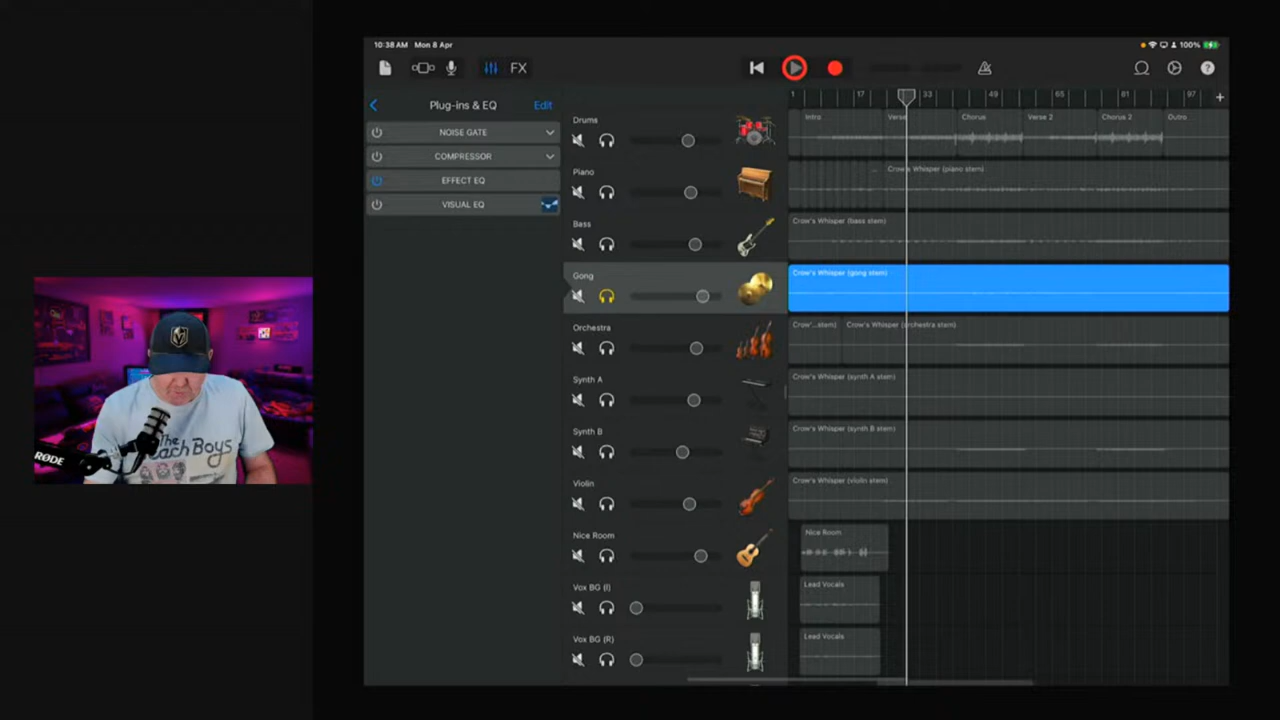 10:38 AM Mon 8 Apr
100%
FX
Plug-ins & EQ
Edit
NOISE GATE
COMPRESSOR
EFFECT EQ
VISUAL EQ
1 17 33 49 65 81 97
Intro Verse Chorus Verse 2 Chorus 2 Outro
Drums
Piano
Crow's Whisper (piano stem)
Bass
Crow's Whisper (bass stem)
Gong
Crow's Whisper (gong stem)
Orchestra
Crow'...stem) Crow's Whisper (orchestra stem)
Synth A
Crow's Whisper (synth A stem)
Synth B
Crow's Whisper (synth B stem)
Violin
Crow's Whisper (violin stem)
Nice Room
Nice Room
Vox BG (l)
Lead Vocals
Vox BG (R)
Lead Vocals
RØDE
The
Beach Boys